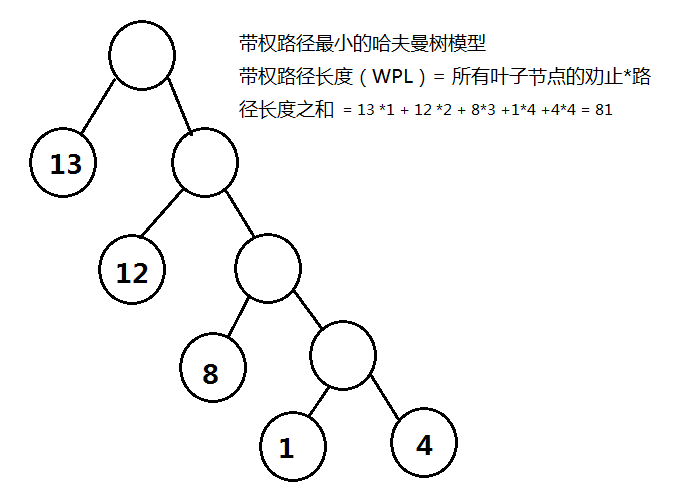 带权路径最小的哈夫曼树模型
带权路径长度（WPL）= 所有叶子节点的劝止*路
径长度之和 = 13 *1 + 12 *2 + 8*3 +1*4 +4*4 = 81
13
12
8
1 4